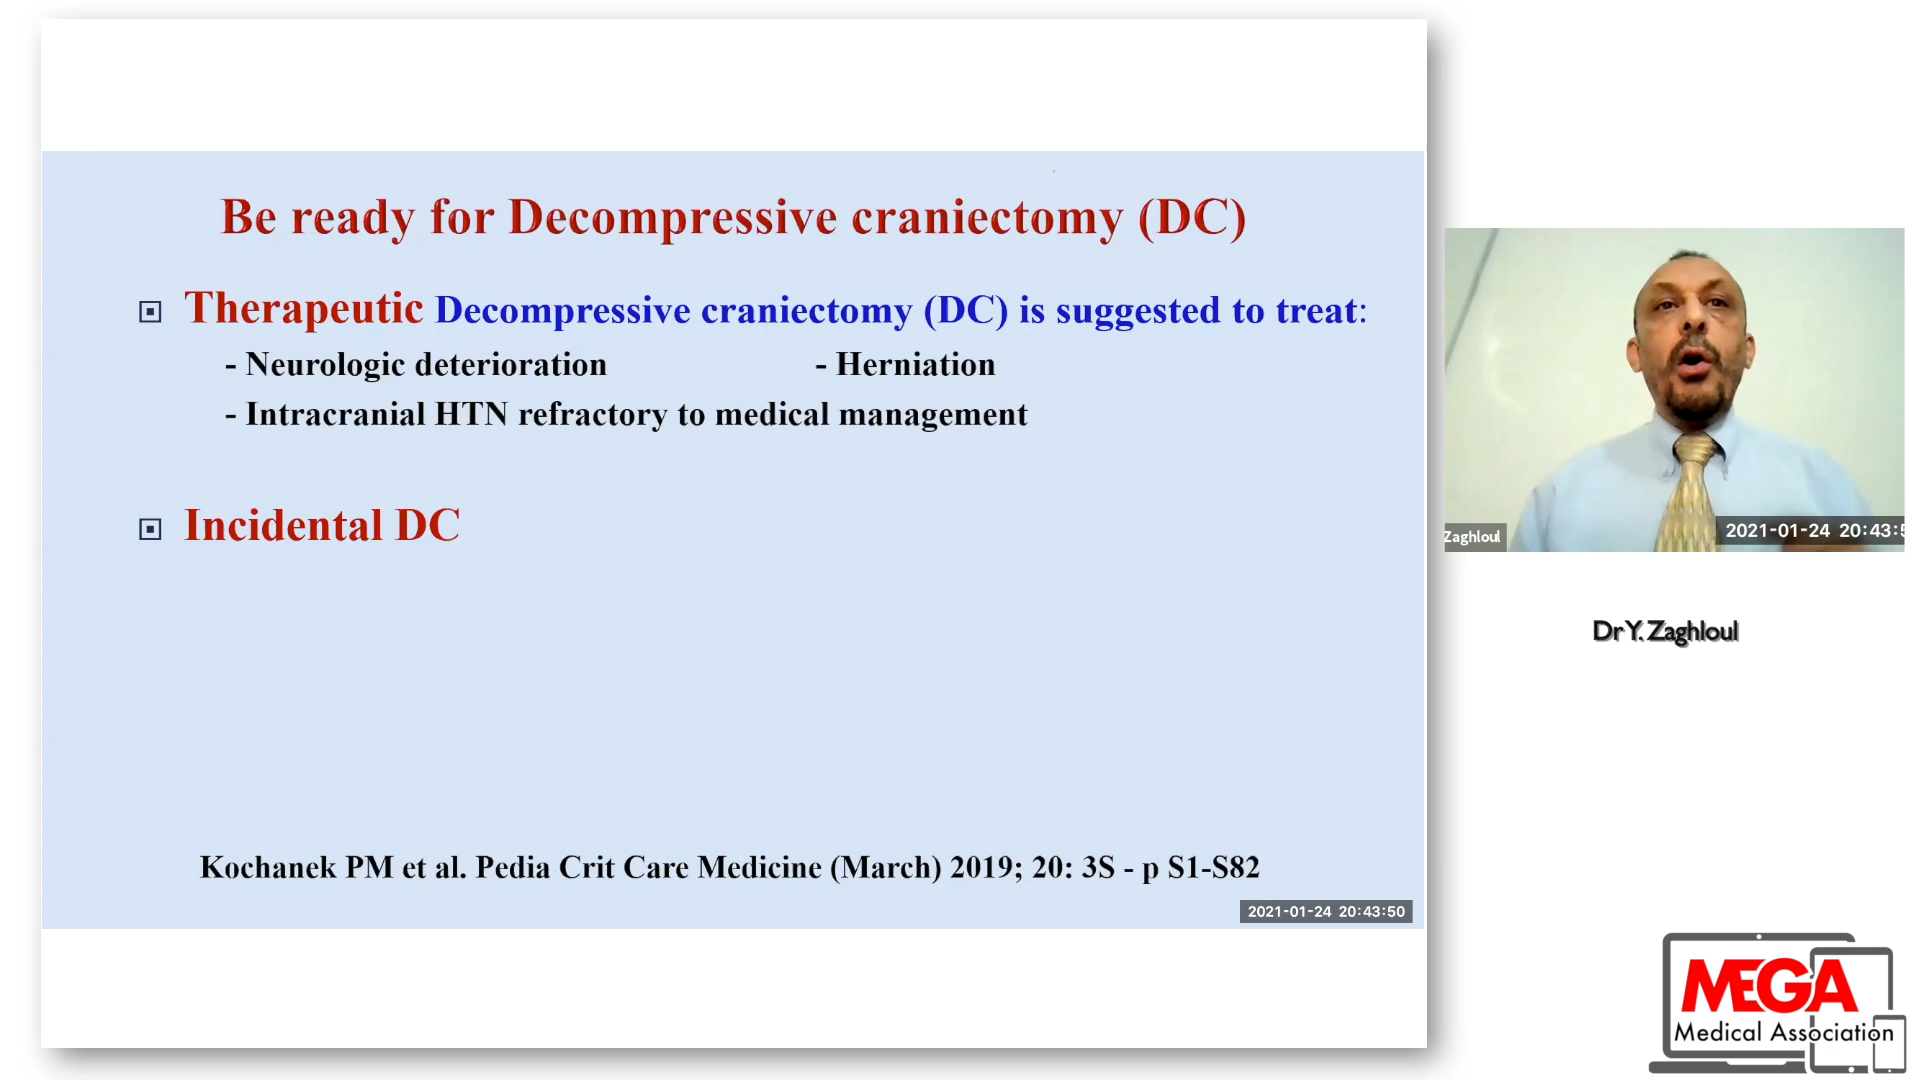 Be ready for Decompressive craniectomy (DC)
Therapeutic Decompressive craniectomy (DC) is suggested to treat:
- Neurologic deterioration - Herniation
- Intracranial HTN refractory to medical management
Incidental DC
Kochanek PM et al. Pedia Crit Care Medicine (March) 2019; 20: 3S - p S1-S82
2021-01-24 20:43:50
Zaghloul
2021-01-24 20:43:5
Dr Y. Zaghloul
MEGA
Medical Association